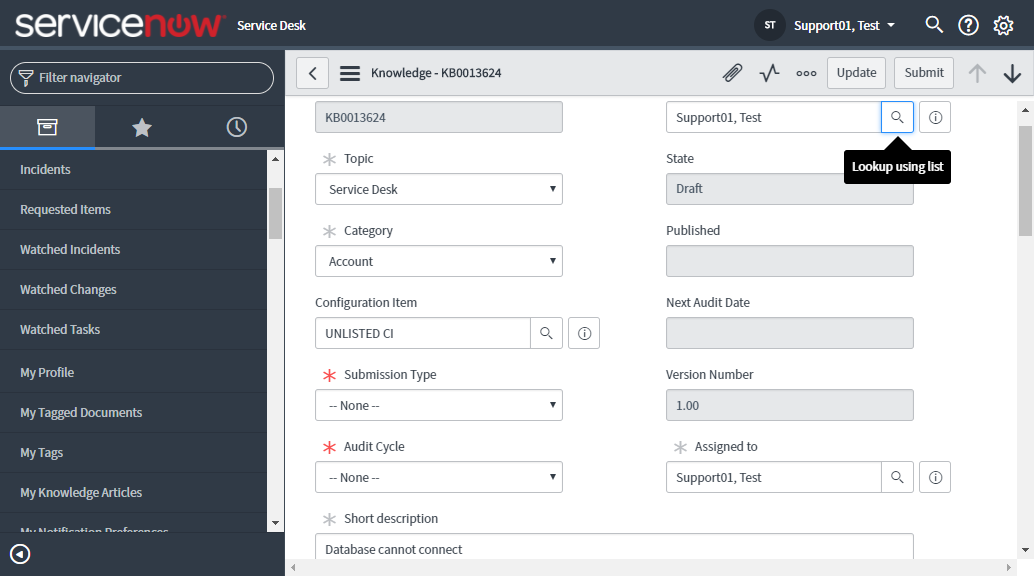 servicenow Service Desk
ST Support01, Test
Filter navigator
Knowledge - KB0013624
Update
Submit
Incidents
Requested Items
Watched Incidents
Watched Changes
Watched Tasks
My Profile
My Tagged Documents
My Tags
My Knowledge Articles
My Notification Preferences
KB0013624
Support01, Test
Lookup using list
Topic
State
Service Desk
Draft
Category
Published
Account
Configuration Item
Next Audit Date
UNLISTED CI
Submission Type
Version Number
-- None --
1.00
Audit Cycle
Assigned to
-- None --
Support01, Test
Short description
Database cannot connect